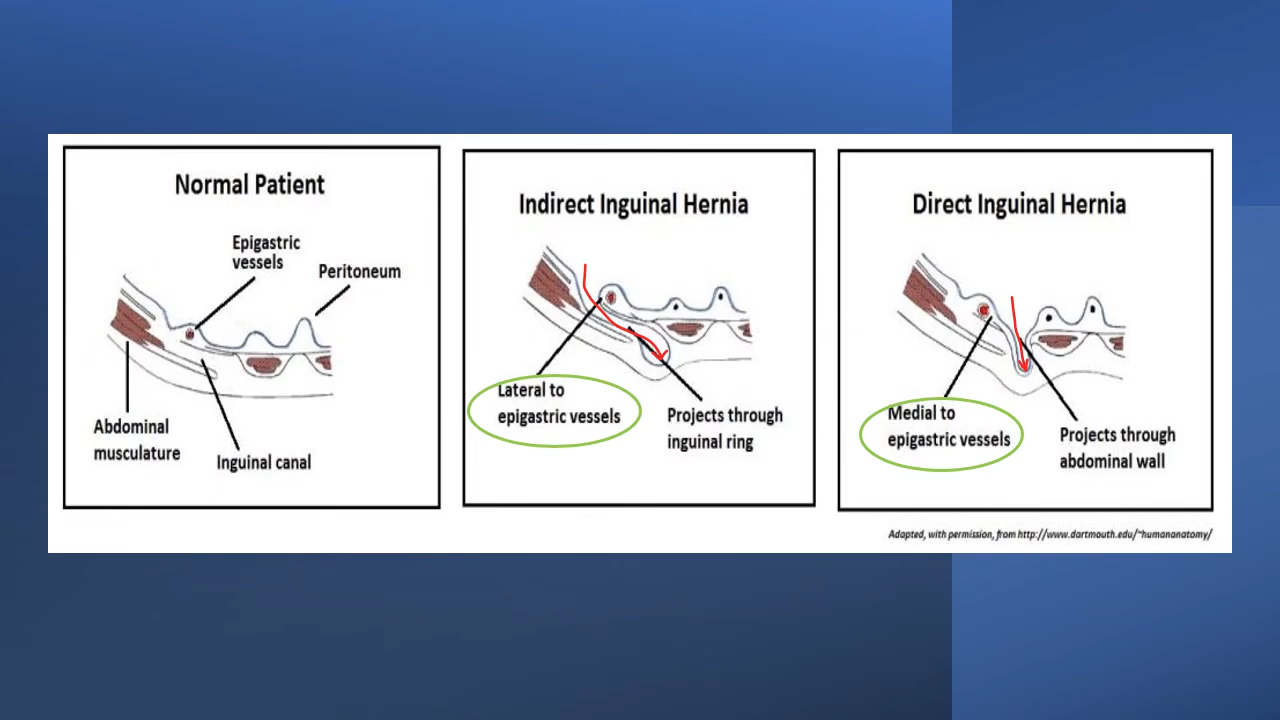 Normal Patient
Epigastric
vessels
Peritoneum
Abdominal
musculature
Inguinal canal
Indirect Inguinal Hernia
Lateral to
epigastric vessels
Projects through
inguinal ring
Direct Inguinal Hernia
Medial to
epigastric vessels
Projects through
abdominal wall
Adapted, with permission, from http://www.dartmouth.edu/~humananatomy/